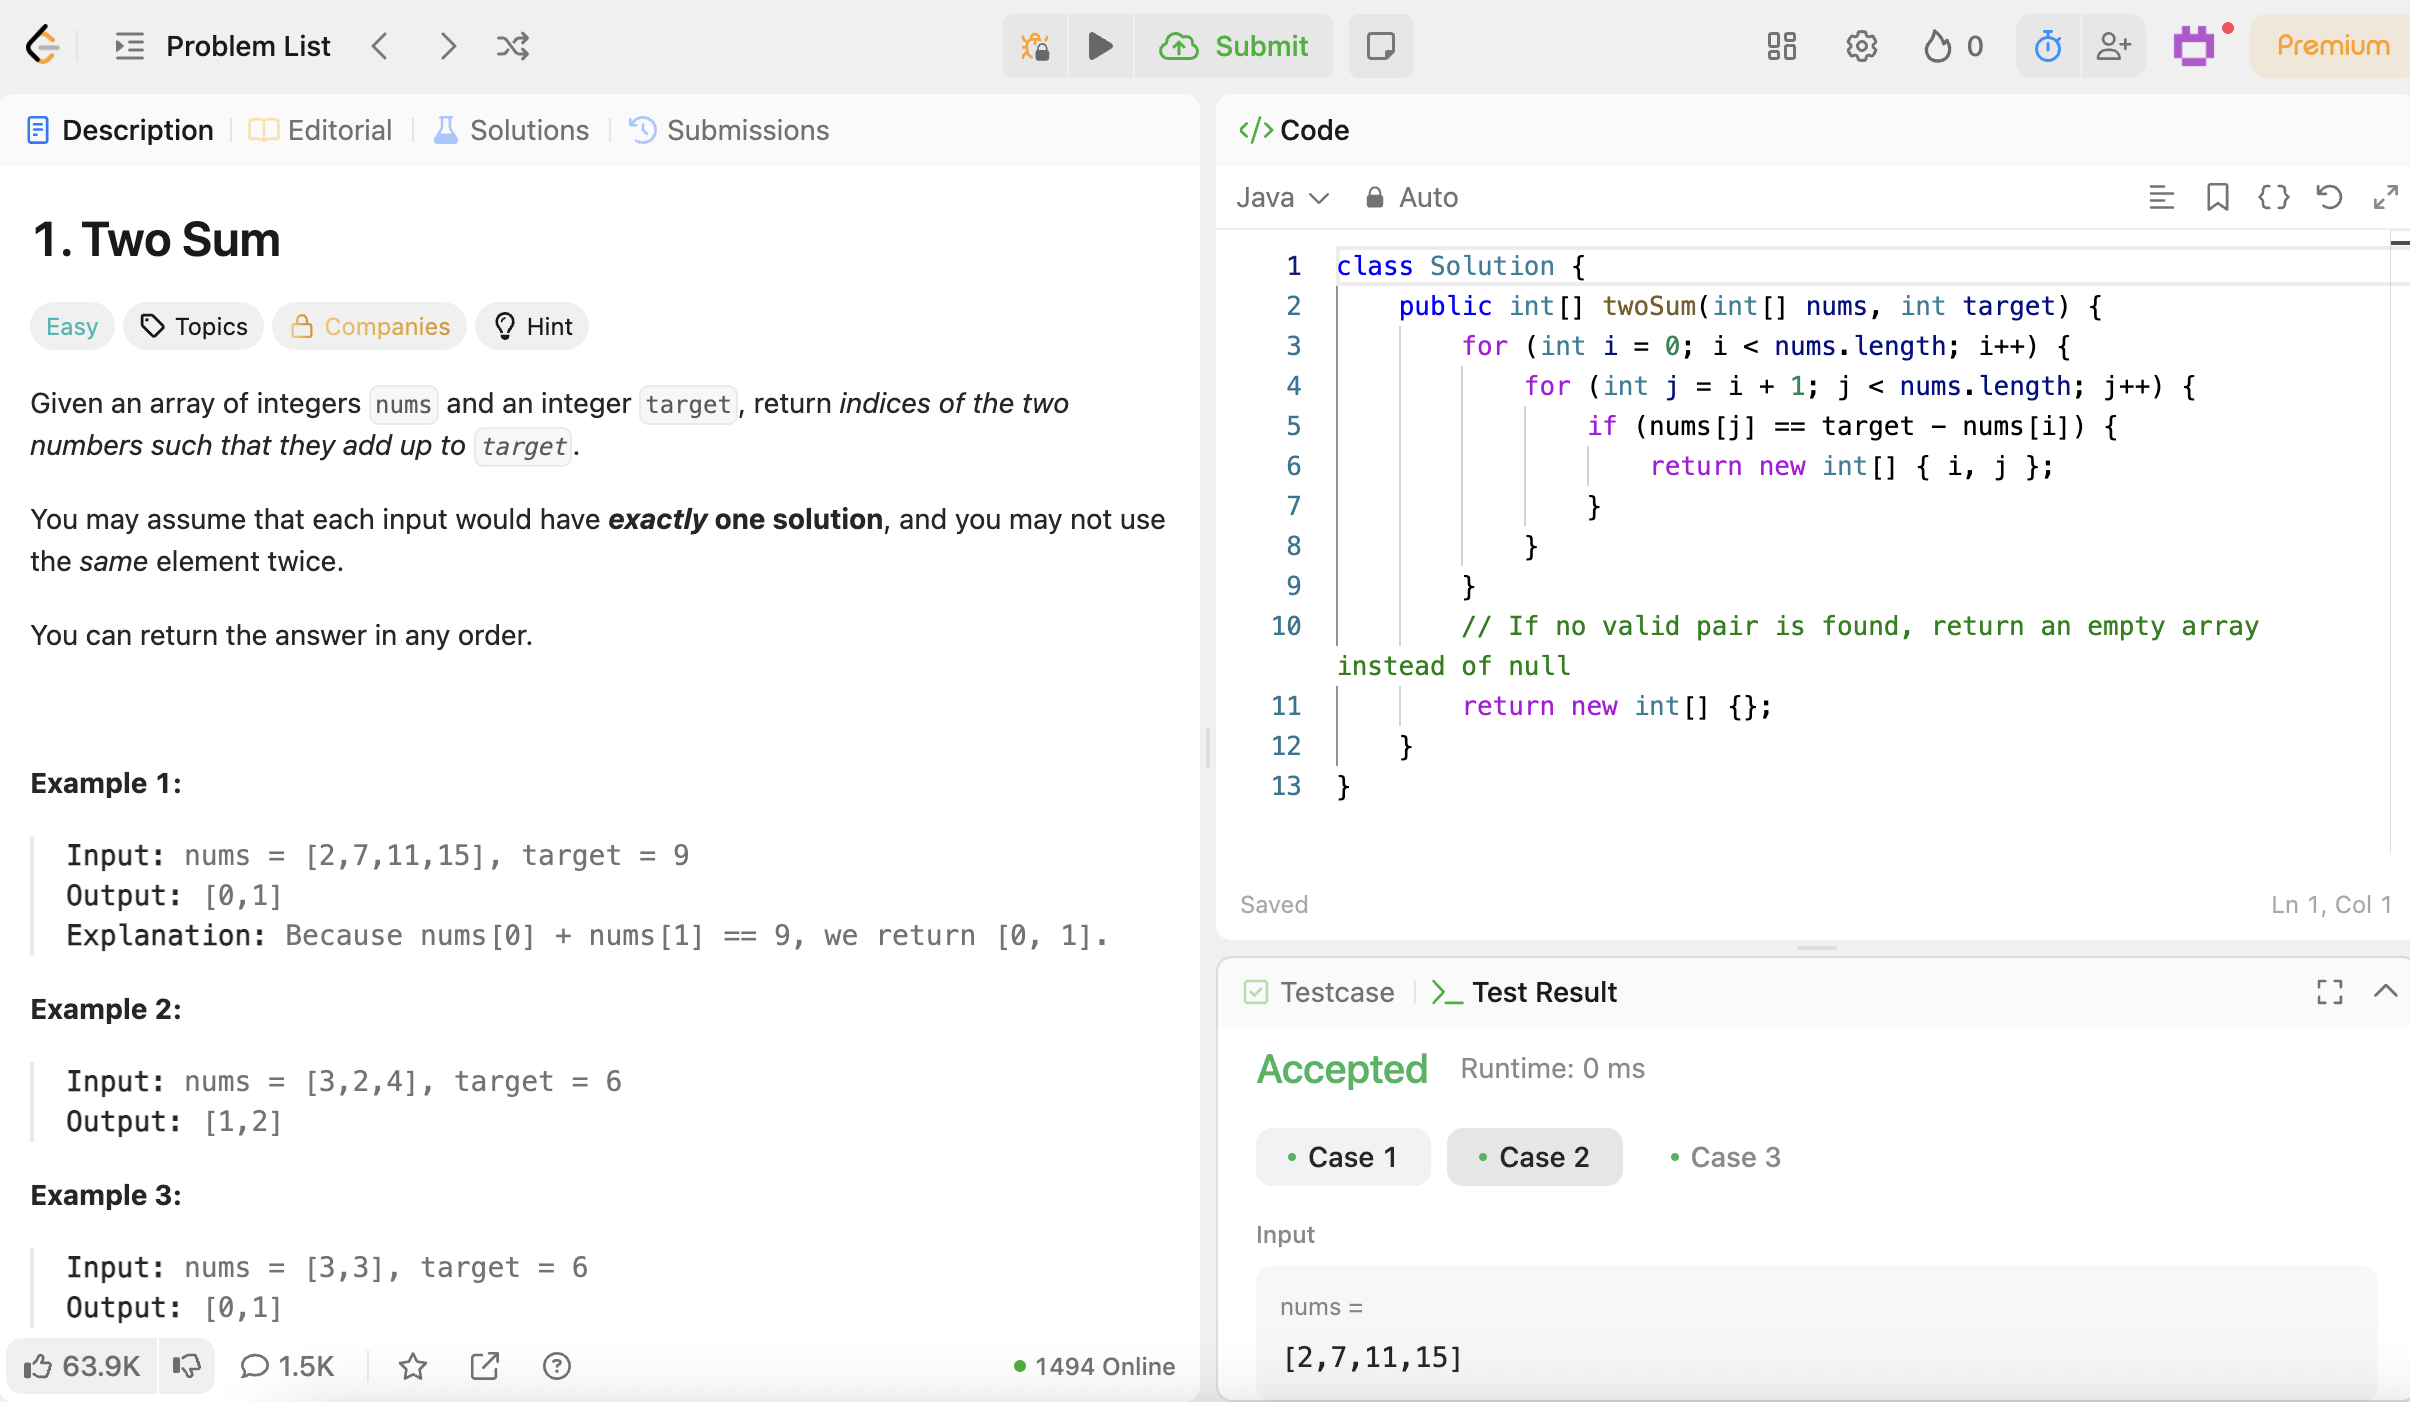 Problem List
Submit
0
Premium
Description
Editorial
Solutions
Submissions
1. Two Sum
Easy
Topics
Companies
Hint
Given an array of integers nums and an integer target, return indices of the two
numbers such that they add up to target.
You may assume that each input would have exactly one solution, and you may not use
the same element twice.
You can return the answer in any order.
Example 1:
Input: nums = [2,7,11,15], target = 9
Output: [0,1]
Explanation: Because nums[0] + nums[1] == 9, we return [0, 1].
Example 2:
Input: nums = [3,2,4], target = 6
Output: [1,2]
Example 3:
Input: nums = [3,3], target = 6
Output: [0,1]
63.9K
1.5K
1494 Online
</> Code
Java
Auto
1 class Solution {
2     public int[] twoSum(int[] nums, int target) {
3         for (int i = 0; i < nums.length; i++) {
4             for (int j = i + 1; j < nums.length; j++) {
5                 if (nums[j] == target - nums[i]) {
6                     return new int[] { i, j };
7                 }
8             }
9         }
10         // If no valid pair is found, return an empty array
instead of null
11         return new int[] {};
12     }
13 }
Saved
Ln 1, Col 1
Testcase
Test Result
Accepted
Runtime: 0 ms
Case 1
Case 2
Case 3
Input
nums =
[2,7,11,15]